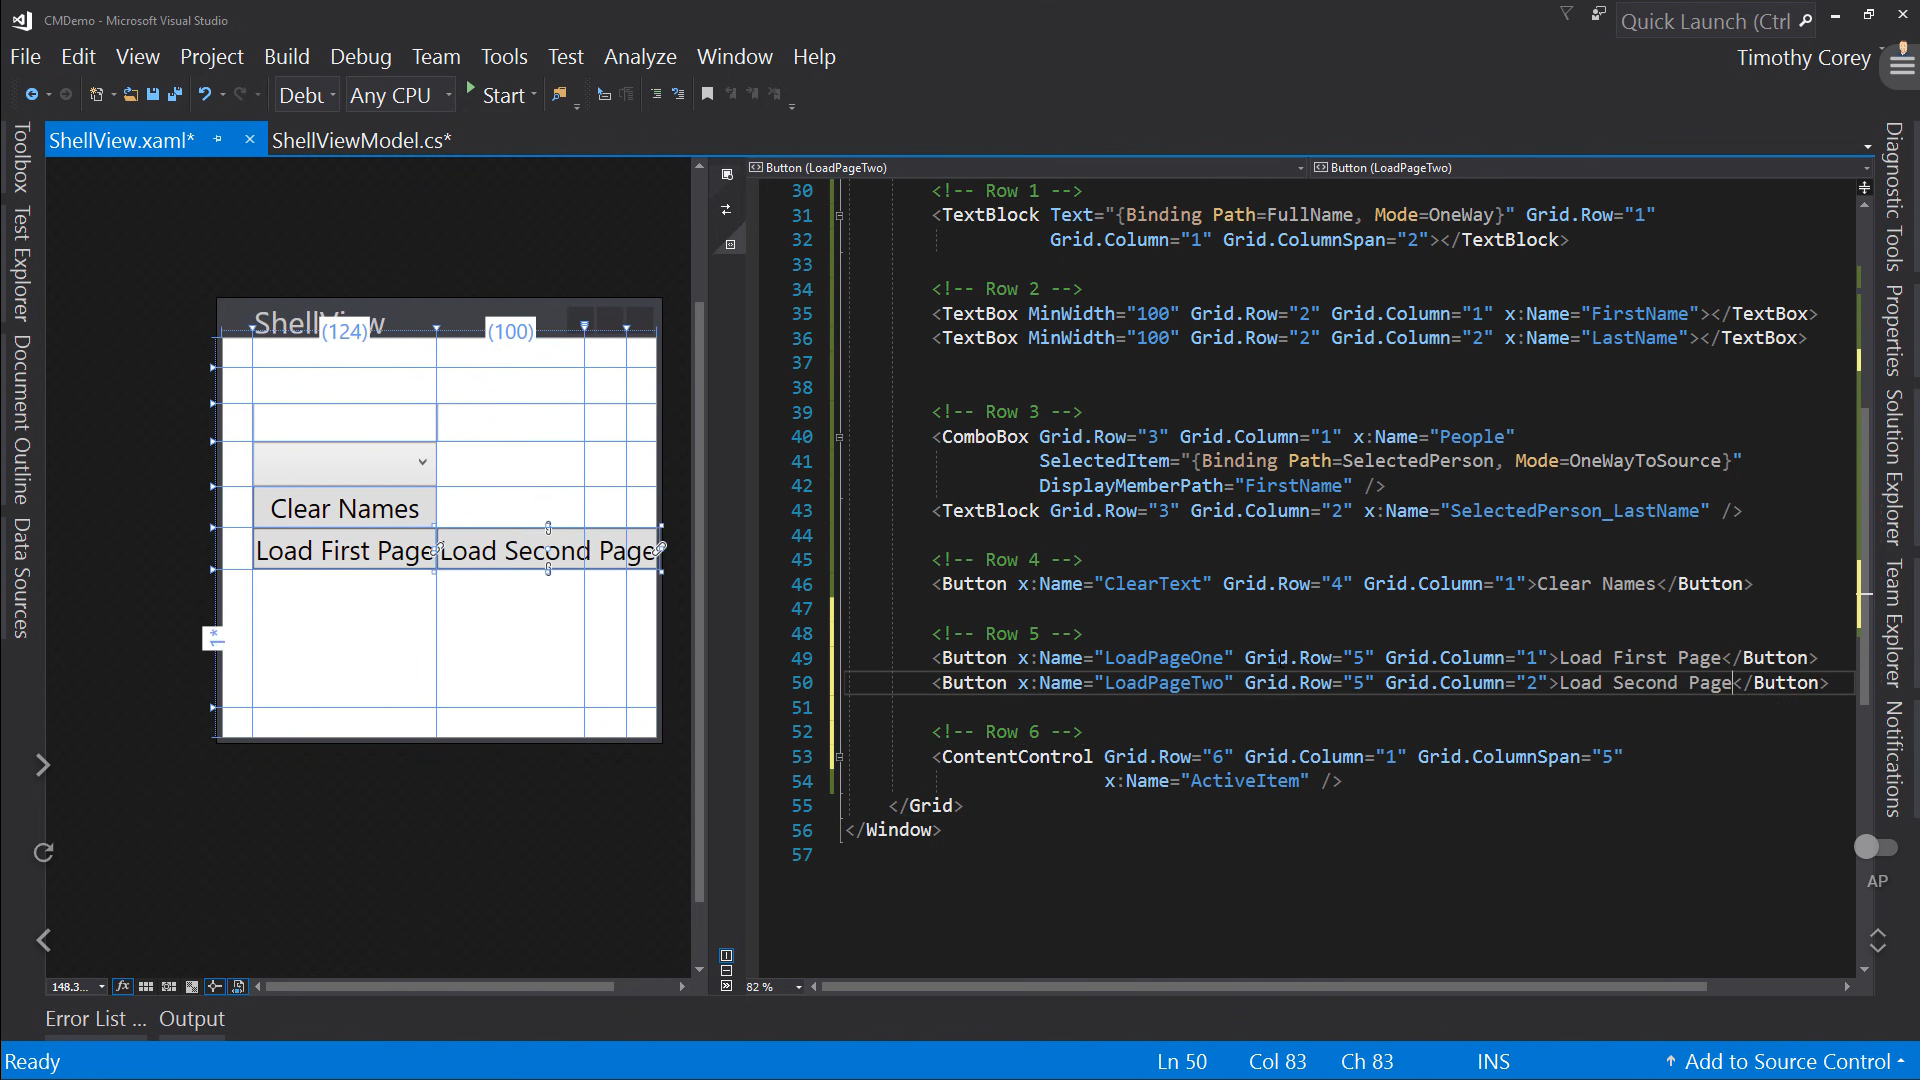 CMDemo - Microsoft Visual Studio
Quick Launch (Ctrl
File Edit View Project Build Debug Team Tools Test Analyze Window Help
Timothy Corey
Debu Any CPU Start
ShellView.xaml*
ShellViewModel.cs*
Toolbox
Test Explorer
Document Outline
Data Sources
ShellView
(124)
(100)
Clear Names
Load First Page
Load Second Page
1*
Button (LoadPageTwo)
Button (LoadPageTwo)
30 <!-- Row 1 -->
31 <TextBlock Text="{Binding Path=FullName, Mode=OneWay}" Grid.Row="1"
32 Grid.Column="1" Grid.ColumnSpan="2"></TextBlock>
33
34 <!-- Row 2 -->
35 <TextBox MinWidth="100" Grid.Row="2" Grid.Column="1" x:Name="FirstName"></TextBox>
36 <TextBox MinWidth="100" Grid.Row="2" Grid.Column="2" x:Name="LastName"></TextBox>
37
38
39 <!-- Row 3 -->
40 <ComboBox Grid.Row="3" Grid.Column="1" x:Name="People"
41 SelectedItem="{Binding Path=SelectedPerson, Mode=OneWayToSource}"
42 DisplayMemberPath="FirstName" />
43 <TextBlock Grid.Row="3" Grid.Column="2" x:Name="SelectedPerson_LastName" />
44
45 <!-- Row 4 -->
46 <Button x:Name="ClearText" Grid.Row="4" Grid.Column="1">Clear Names</Button>
47
48 <!-- Row 5 -->
49 <Button x:Name="LoadPageOne" Grid.Row="5" Grid.Column="1">Load First Page</Button>
50 <Button x:Name="LoadPageTwo" Grid.Row="5" Grid.Column="2">Load Second Page</Button>
51
52 <!-- Row 6 -->
53 <ContentControl Grid.Row="6" Grid.Column="1" Grid.ColumnSpan="5"
54 x:Name="ActiveItem" />
55 </Grid>
56 </Window>
57
Diagnostic Tools
Properties
Solution Explorer
Team Explorer
Notifications
AP
148.3...
fx
82 %
Error List ...
Output
Ready
Ln 50
Col 83
Ch 83
INS
Add to Source Control